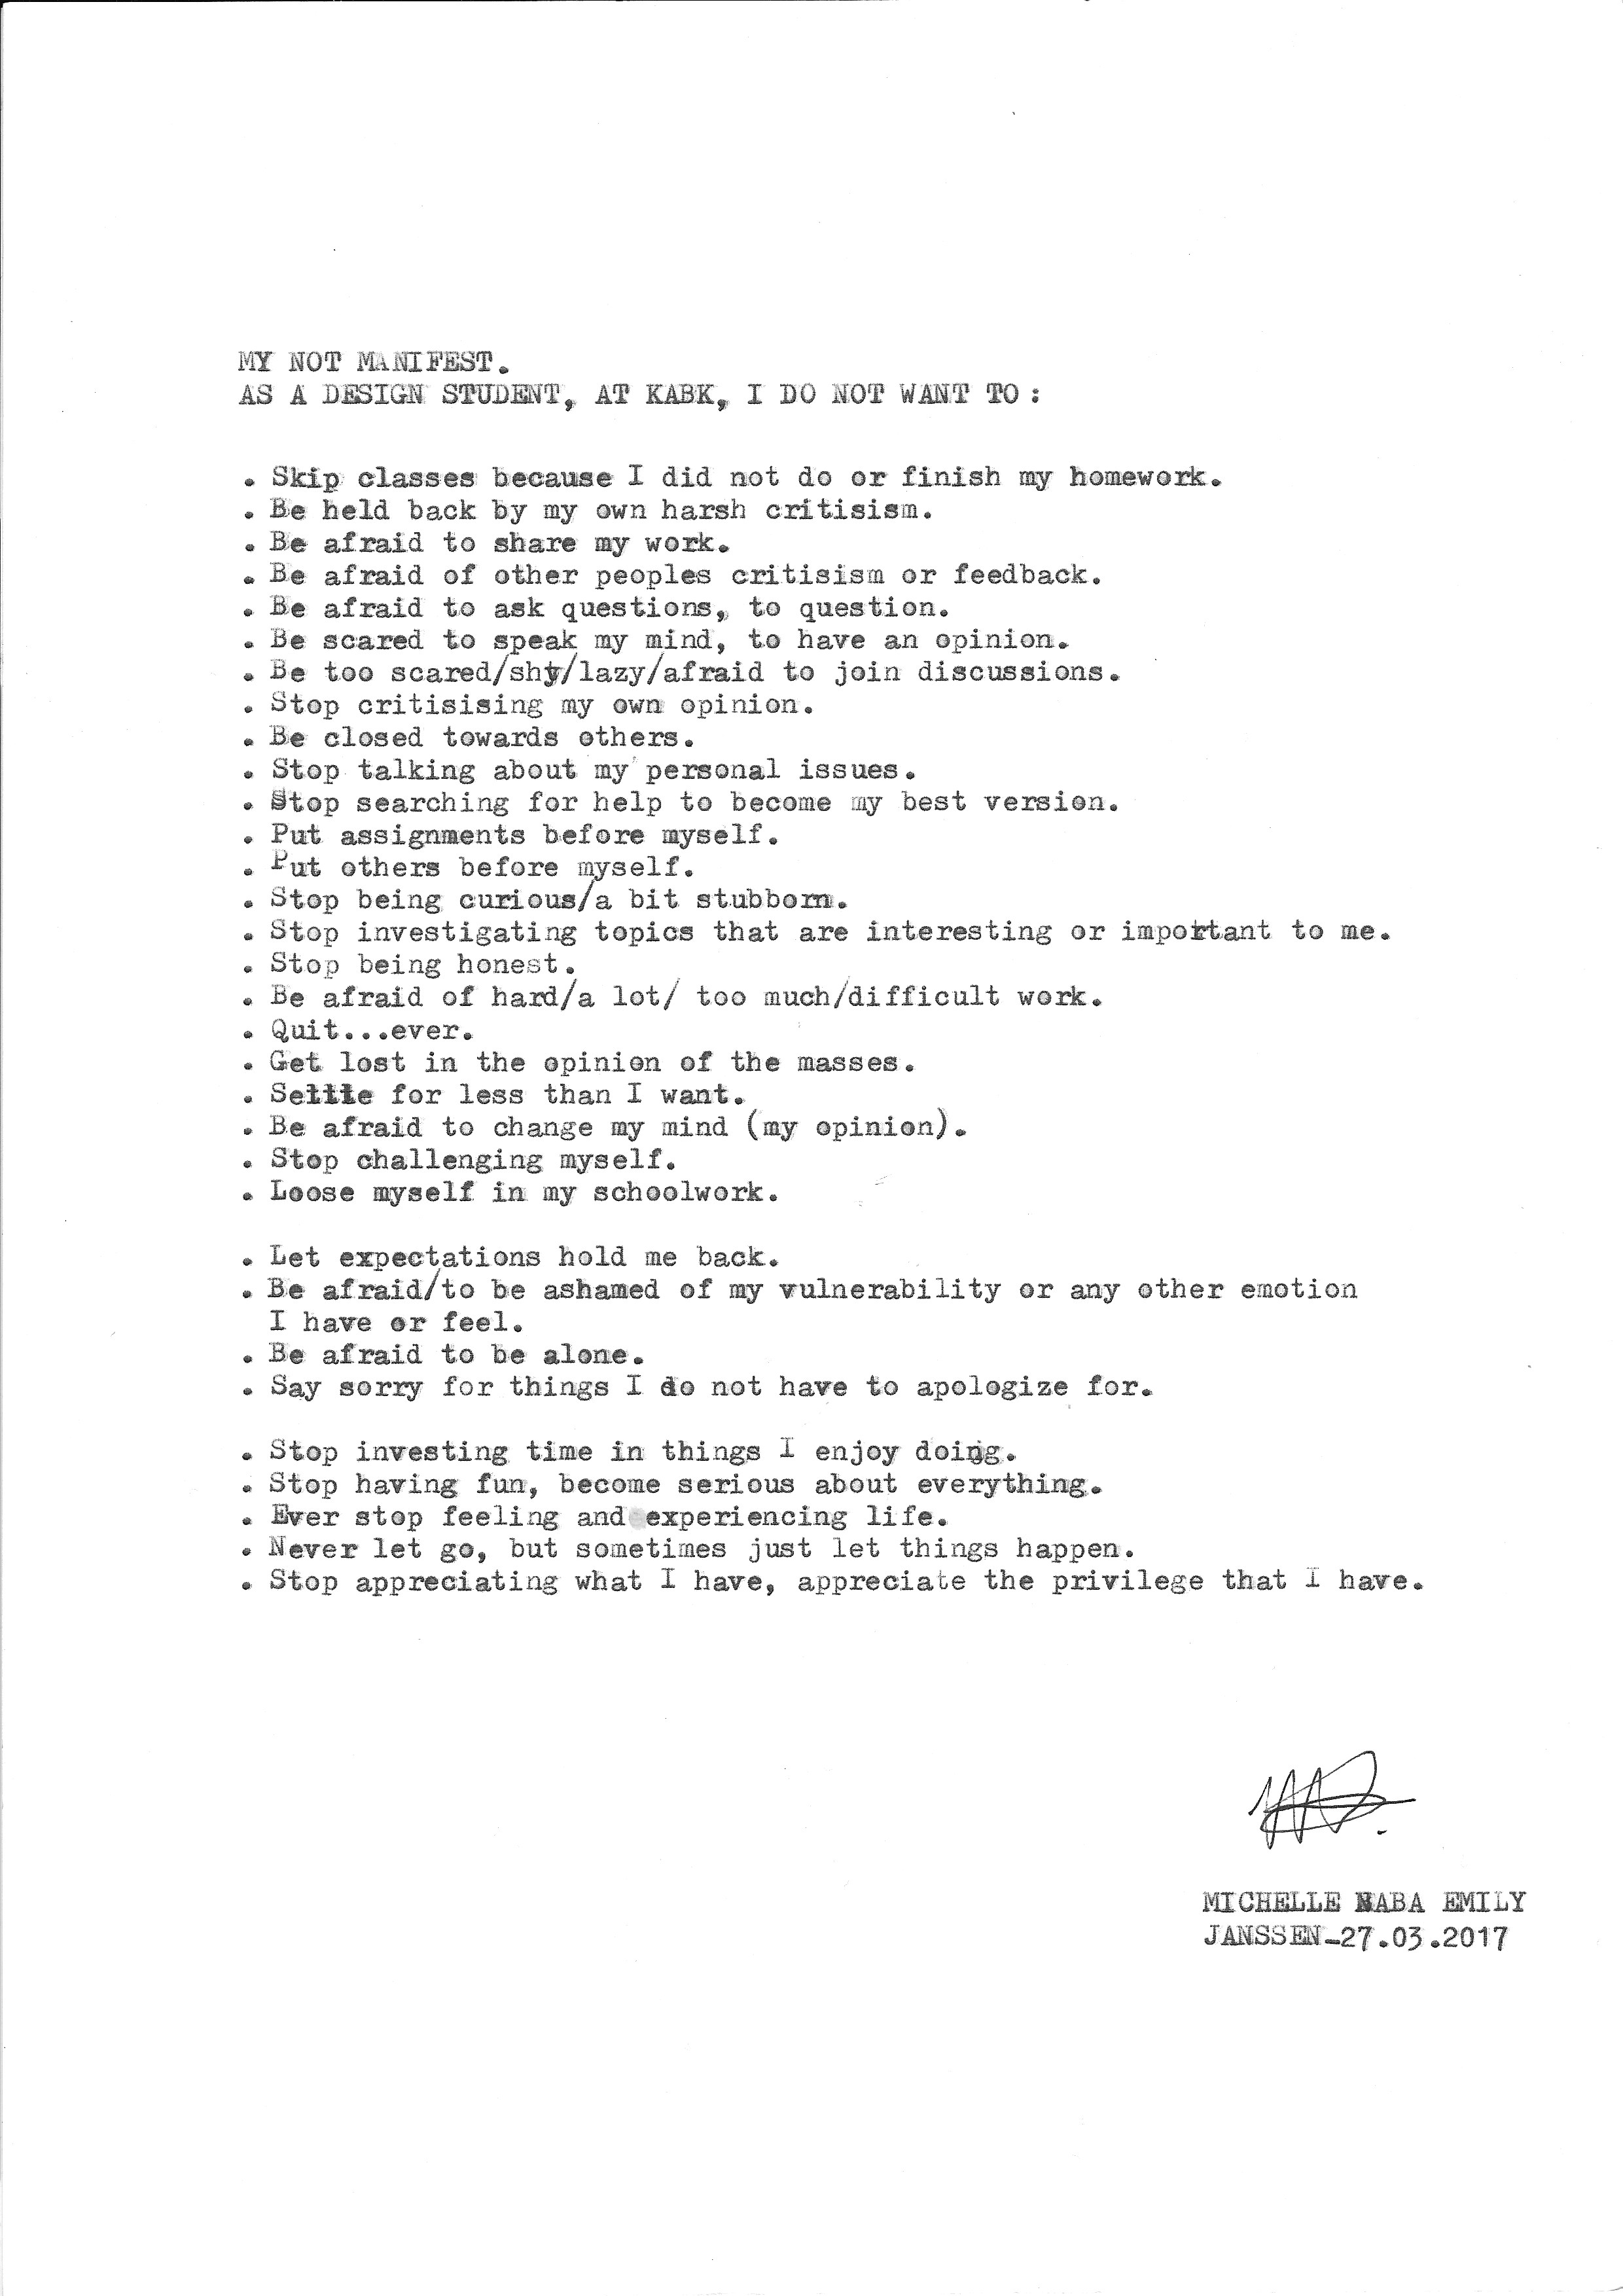 MY NOT MANIFEST.
AS A DESIGN STUDENT, AT KABK, I DO NOT WANT TO :
. Skip classes because I did not do or finish my homework.
. Be held back by my own harsh critisism.
. Be afraid to share my work.
. Be afraid of other peoples critisism or feedback.
. Be afraid to ask questions, to question.
. Be scared to speak my mind, to have an opinion.
. Be too scared/shy/lazy/afraid to join discussions.
. Stop critisising my own opinion.
. Be closed towards others.
. Stop talking about my personal issues.
. Stop searching for help to become my best version.
. Put assignments before myself.
. Put others before myself.
. Stop being curious/a bit stubborn.
. Stop investigating topics that are interesting or important to me.
. Stop being honest.
. Be afraid of hard/a lot/ too much/difficult work.
. Quit...ever.
. Get lost in the opinion of the masses.
. Settle for less than I want.
. Be afraid to change my mind (my opinion).
. Stop challenging myself.
. Loose myself in my schoolwork.
. Let expectations hold me back.
. Be afraid/to be ashamed of my vulnerability or any other emotion
I have or feel.
. Be afraid to be alone.
. Say sorry for things I do not have to apologize for.
. Stop investing time in things I enjoy doing.
. Stop having fun, become serious about everything.
. Ever stop feeling and experiencing life.
. Never let go, but sometimes just let things happen.
. Stop appreciating what I have, appreciate the privilege that I have.
MICHELLE NABA EMILY
JANSSEN-27.03.2017